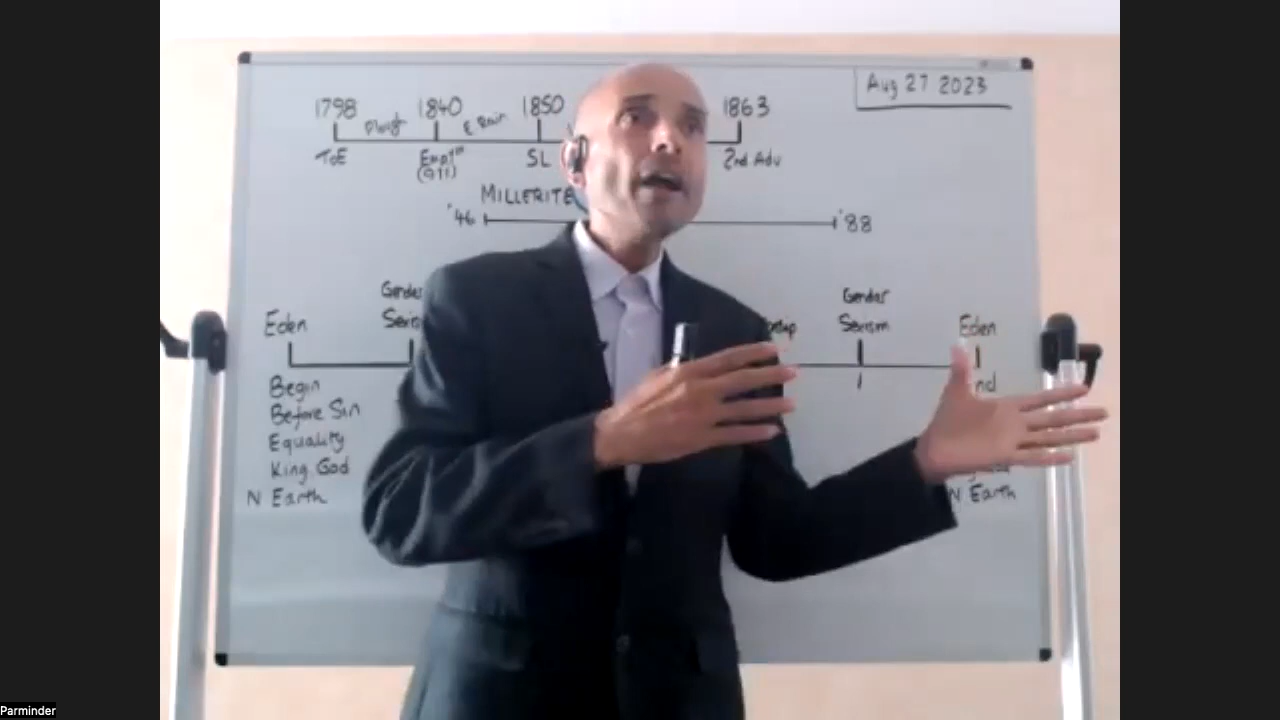 Aug 27 2023
1798 1840 1850 1863
Plough E Rain
ToE Empt^m SL 2nd Adv
(911)
MILLERITE
'46 '88
Gender Gender
Eden Sexism Eden
Begin
Before Sin
Equality
King God
N Earth N Earth
Parminder